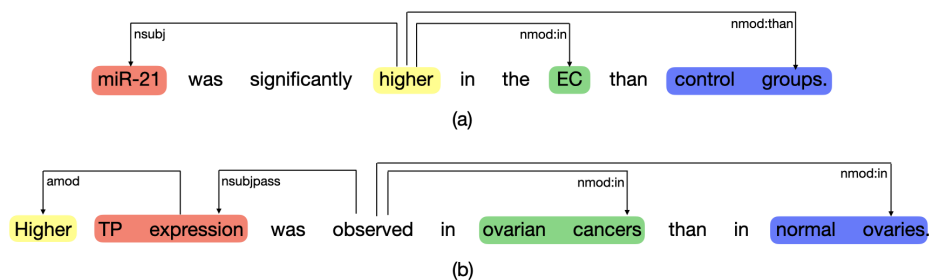 nsubj nmod:in nmod:than
miR-21 was significantly higher in the EC than control groups.
(a)
amod nsubjpass nmod:in nmod:in
Higher TP expression was observed in ovarian cancers than in normal ovaries.
(b)